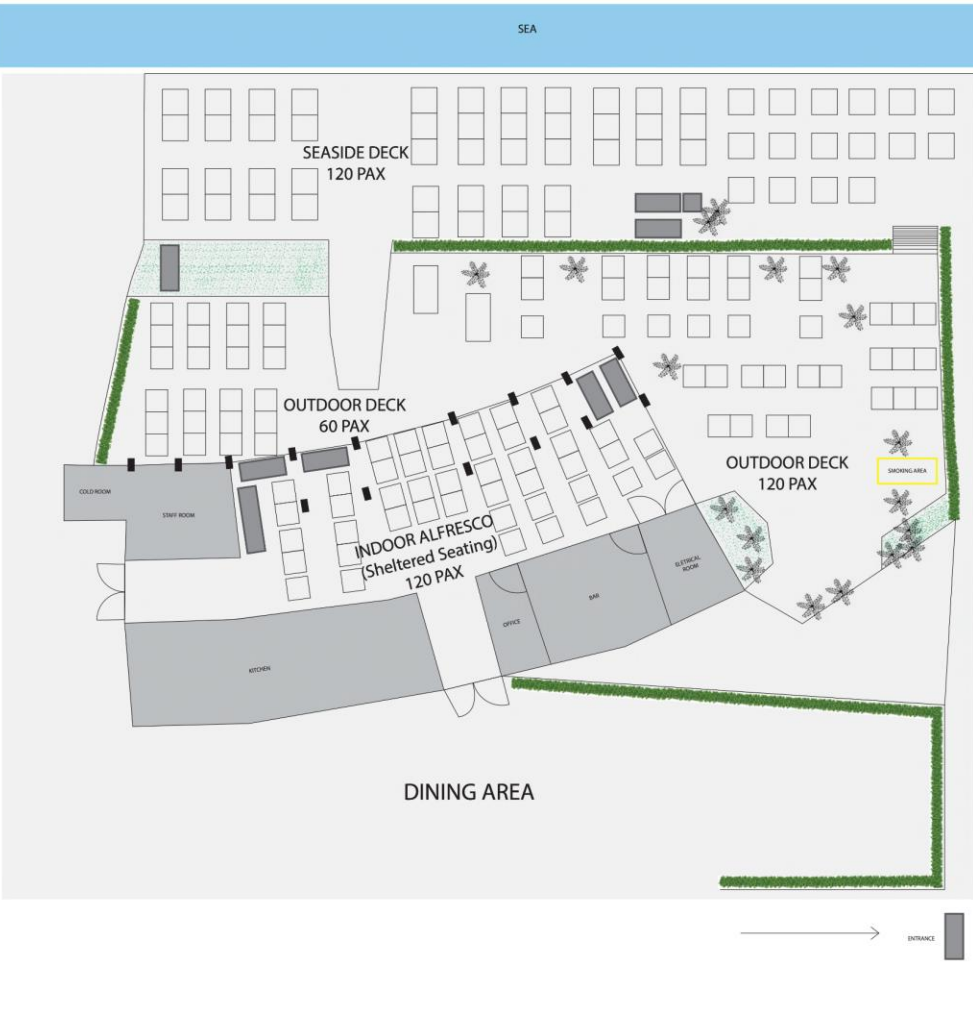 SEA
SEASIDE DECK
120 PAX
OUTDOOR DECK
60 PAX
OUTDOOR DECK
120 PAX
SMOKING AREA
COLD ROOM
STAFF ROOM
INDOOR ALFRESCO
(Sheltered Seating)
120 PAX
ELETRICAL
ROOM
BAR
OFFICE
KITCHEN
DINING AREA
ENTRANCE